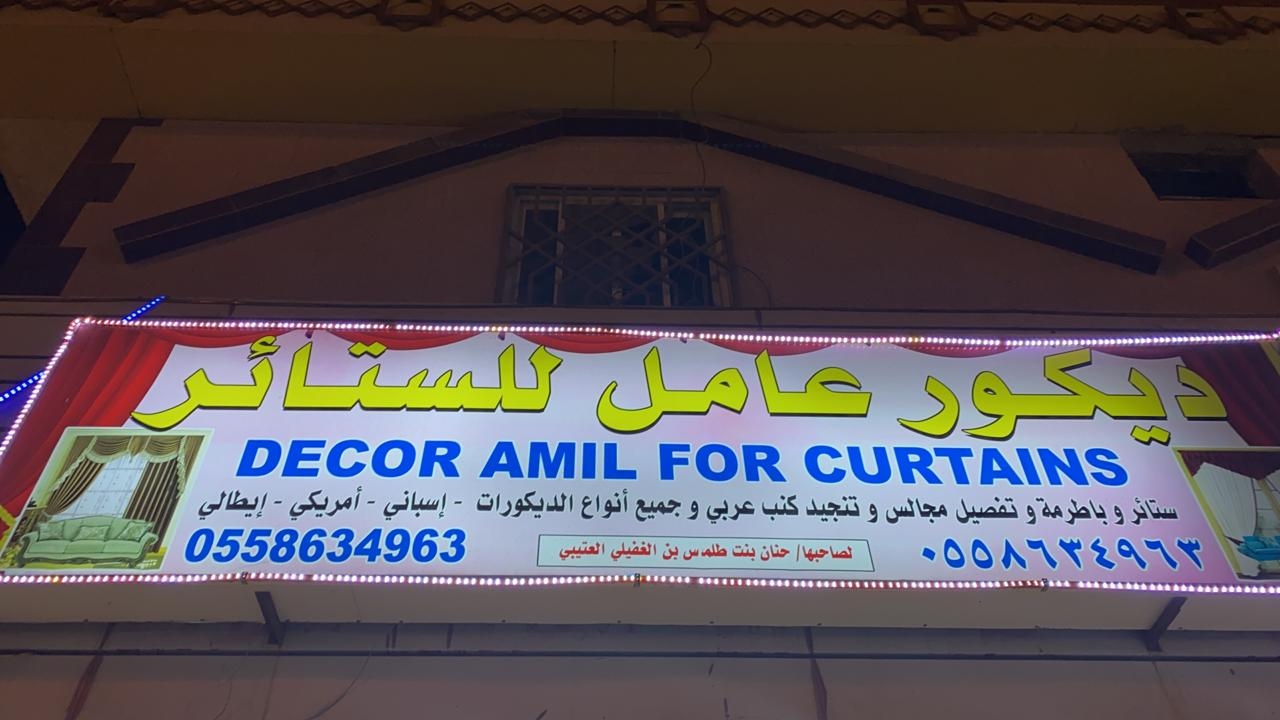 ديكور عامل للستائر
DECOR AMIL FOR CURTAINS
ستائر و باطرمة و تفصيل مجالس و تنجيد كنب عربي و جميع أنواع الديكورات - إسباني - أمريكي - إيطالي
٠٥٥٨٦٣٤٩٦٣
لصاحبها/ حنان بنت طلمس بن الغفيلي العتيبي
0558634963